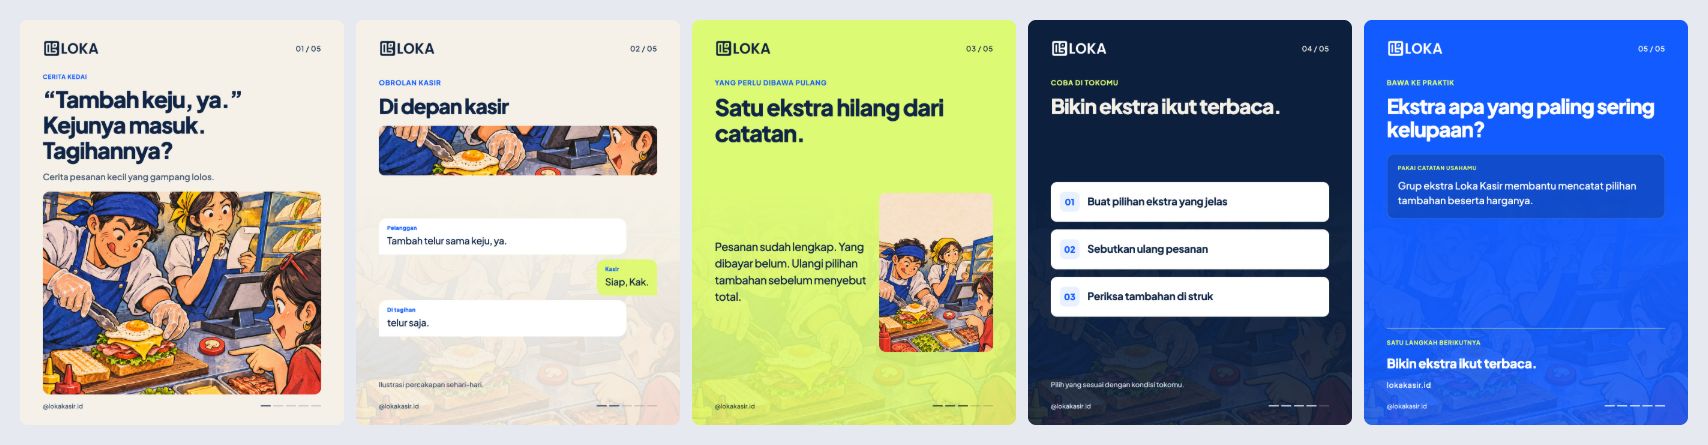 LOKA
01 / 05
CERITA KEDAI
“Tambah keju, ya.”
Kejunya masuk.
Tagihannya?
Cerita pesanan kecil yang gampang lolos.
@lokakasir.id
LOKA
02 / 05
OBROLAN KASIR
Di depan kasir
Pelanggan
Tambah telur sama keju, ya.
Kasir
Siap, Kak.
Di tagihan
telur saja.
Ilustrasi percakapan sehari-hari.
@lokakasir.id
LOKA
03 / 05
YANG PERLU DIBAWA PULANG
Satu ekstra hilang dari
catatan.
Pesanan sudah lengkap. Yang
dibayar belum. Ulangi pilihan
tambahan sebelum menyebut
total.
@lokakasir.id
LOKA
04 / 05
COBA DI TOKOMU
Bikin ekstra ikut terbaca.
01 Buat pilihan ekstra yang jelas
02 Sebutkan ulang pesanan
03 Periksa tambahan di struk
Pilih yang sesuai dengan kondisi tokomu.
@lokakasir.id
LOKA
05 / 05
BAWA KE PRAKTIK
Ekstra apa yang paling sering
kelupaan?
PAKAI CATATAN USAHAMU
Grup ekstra Loka Kasir membantu mencatat pilihan
tambahan beserta harganya.
SATU LANGKAH BERIKUTNYA
Bikin ekstra ikut terbaca.
lokakasir.id
@lokakasir.id